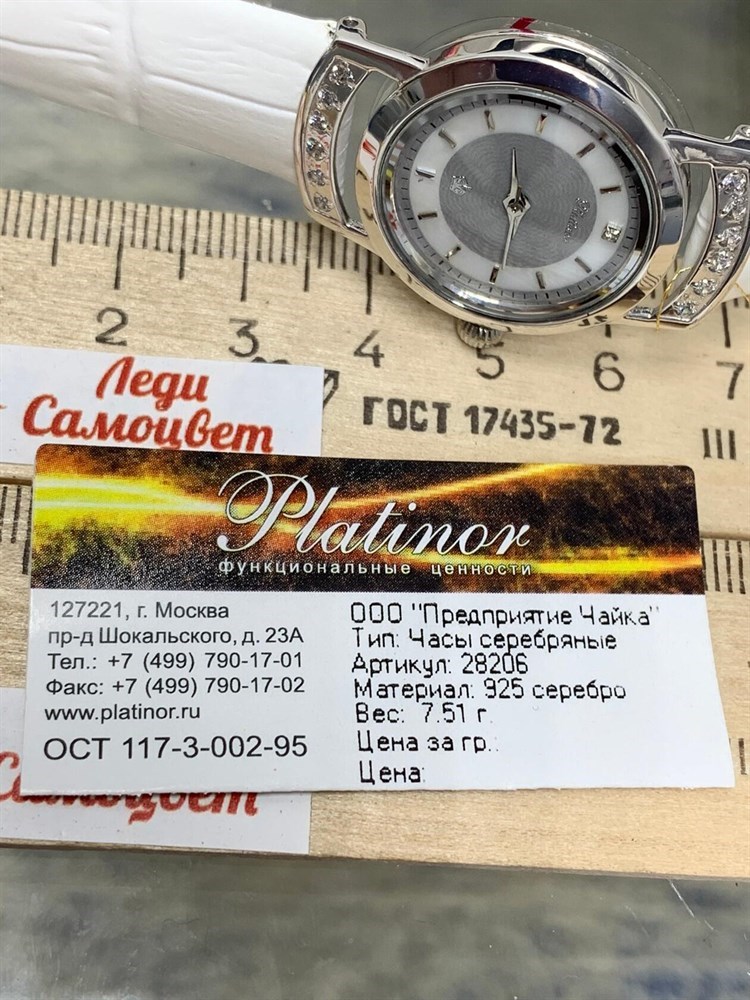 Platinor
2 3 4 5 6 7
Леди
Самоцвет
ГОСТ 17435-72
Ш
Platinor
функциональные ценности
127221, г. Москва
пр-д Шокальского, д. 23А
Тел.: +7 (499) 790-17-01
Факс: +7 (499) 790-17-02
www.platinor.ru
ОСТ 117-3-002-95
ООО "Предприятие Чайка"
Тип: Часы серебряные
Артикул: 28206
Материал: 925 серебро
Вес: 7.51 г.
Цена за гр.:
Цена:
Самоцвет